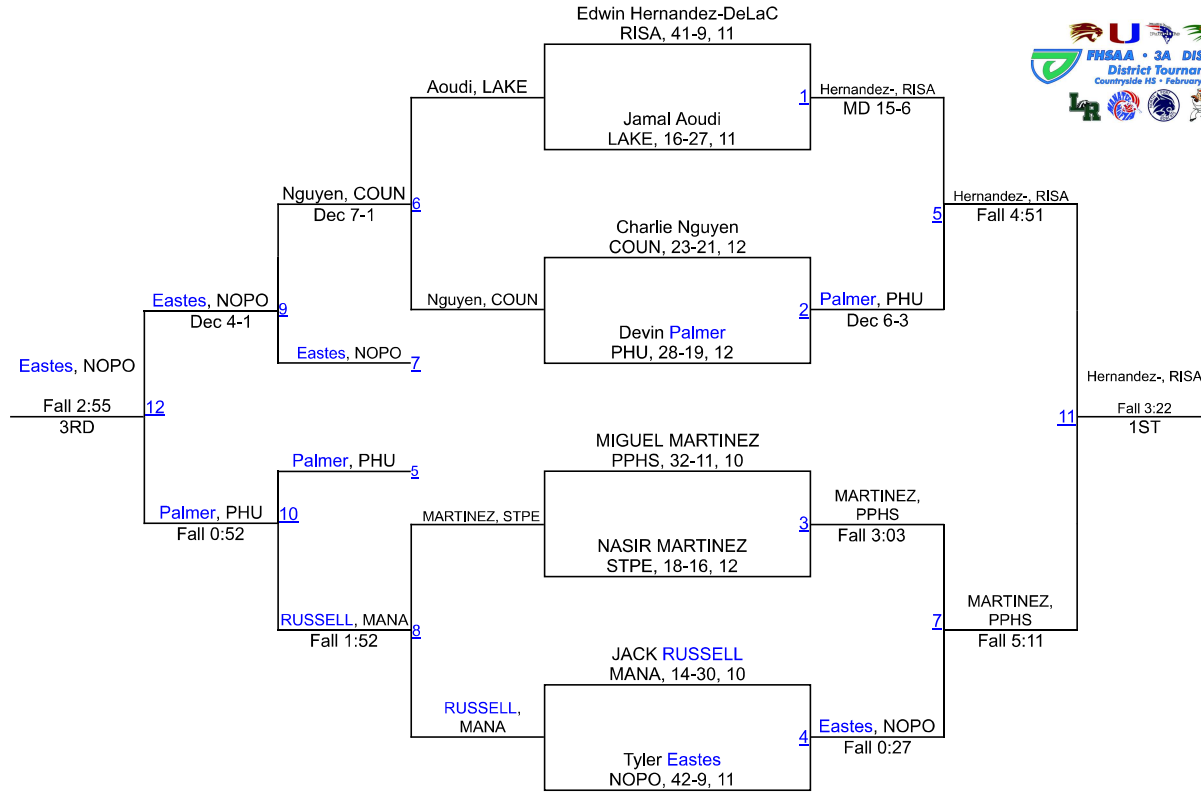 Edwin Hernandez-DeLaC
RISA, 41-9, 11
FHSAA • 3A DIS
District Tourna
Countryside HS • February
LR
Aoudi, LAKE
1
Hernandez-, RISA
MD 15-6
Jamal Aoudi
LAKE, 16-27, 11
Nguyen, COUN
Dec 7-1
6
5
Hernandez-, RISA
Fall 4:51
Charlie Nguyen
COUN, 23-21, 12
Eastes, NOPO
Dec 4-1
9
Nguyen, COUN
2
Palmer, PHU
Dec 6-3
Devin Palmer
PHU, 28-19, 12
Eastes, NOPO
7
Eastes, NOPO
Fall 2:55
3RD
12
Hernandez-, RISA
Fall 3:22
1ST
11
MIGUEL MARTINEZ
PPHS, 32-11, 10
Palmer, PHU
5
Palmer, PHU
Fall 0:52
10
MARTINEZ, STPE
3
MARTINEZ,
PPHS
Fall 3:03
NASIR MARTINEZ
STPE, 18-16, 12
RUSSELL, MANA
Fall 1:52
8
7
MARTINEZ,
PPHS
Fall 5:11
JACK RUSSELL
MANA, 14-30, 10
RUSSELL,
MANA
4
Eastes, NOPO
Fall 0:27
Tyler Eastes
NOPO, 42-9, 11